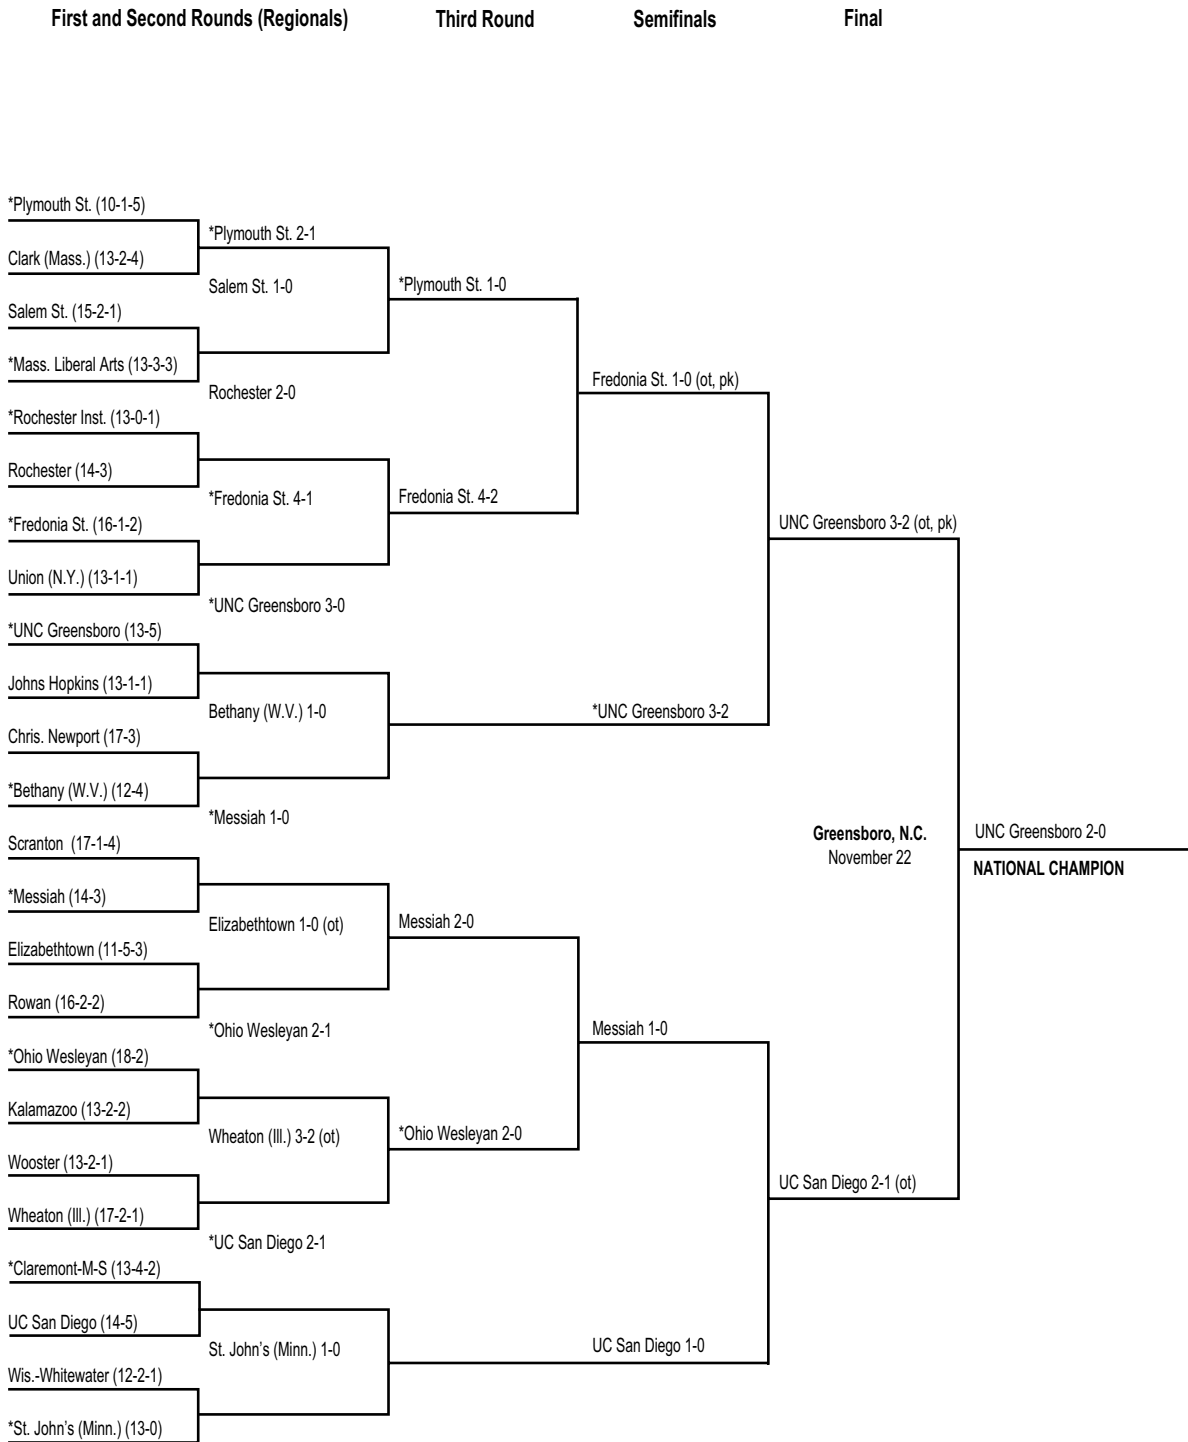 First and Second Rounds (Regionals)
Third Round
Semifinals
Final
*Plymouth St. (10-1-5)
Clark (Mass.) (13-2-4)
Salem St. (15-2-1)
*Mass. Liberal Arts (13-3-3)
*Rochester Inst. (13-0-1)
Rochester (14-3)
*Fredonia St. (16-1-2)
Union (N.Y.) (13-1-1)
*UNC Greensboro (13-5)
Johns Hopkins (13-1-1)
Chris. Newport (17-3)
*Bethany (W.V.) (12-4)
Scranton (17-1-4)
*Messiah (14-3)
Elizabethtown (11-5-3)
Rowan (16-2-2)
*Ohio Wesleyan (18-2)
Kalamazoo (13-2-2)
Wooster (13-2-1)
Wheaton (Ill.) (17-2-1)
*Claremont-M-S (13-4-2)
UC San Diego (14-5)
Wis.-Whitewater (12-2-1)
*St. John's (Minn.) (13-0)
*Plymouth St. 2-1
Salem St. 1-0
Rochester 2-0
*Fredonia St. 4-1
*UNC Greensboro 3-0
Bethany (W.V.) 1-0
*Messiah 1-0
Elizabethtown 1-0 (ot)
*Ohio Wesleyan 2-1
Wheaton (Ill.) 3-2 (ot)
*UC San Diego 2-1
St. John's (Minn.) 1-0
*Plymouth St. 1-0
Fredonia St. 4-2
Messiah 2-0
*Ohio Wesleyan 2-0
Fredonia St. 1-0 (ot, pk)
*UNC Greensboro 3-2
Messiah 1-0
UC San Diego 1-0
UNC Greensboro 3-2 (ot, pk)
UC San Diego 2-1 (ot)
Greensboro, N.C.
November 22
UNC Greensboro 2-0
NATIONAL CHAMPION